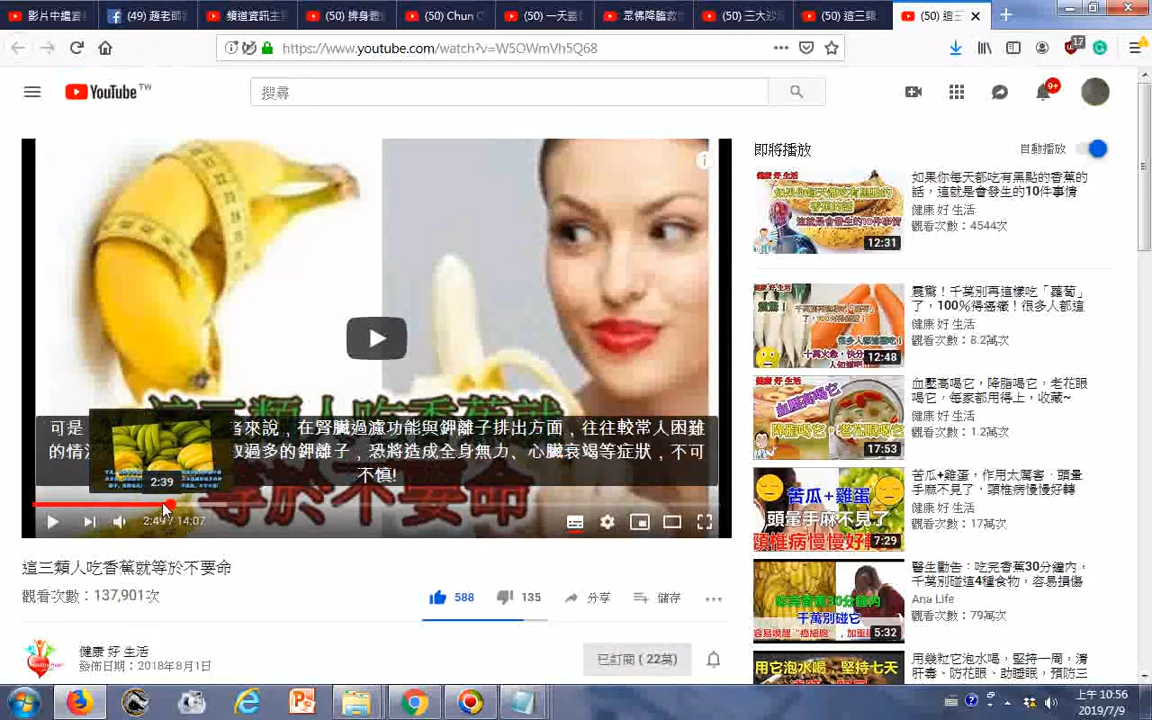 影片中繼
(49) 趙老師
頻道資訊主
(50) 排身體
(50) Chun C
(50) 一天
眾佛降臨救
(50) 三大
(50) 這三類
(50) 這三
https://www.youtube.com/watch?v=W5OWmVh5Q68
17
YouTube TW
搜尋
9+
即將播放
自動播放
如果你每天都吃有黑點的香蕉的
話，這就是會發生的10件事情
健康 好 生活
觀看次數：4544次
12:31
震驚！千萬別再這樣吃「蘿蔔」
了，100%得癌癥！很多人都這
健康 好 生活
觀看次數：8.2萬次
12:48
血壓高喝它，降脂喝它，老花眼
喝它，每家都用得上，收藏~
健康 好 生活
觀看次數：1.2萬次
17:53
苦瓜+雞蛋，作用太厲害，頭暈
手麻不見了，頸椎病慢慢好轉
健康 好 生活
觀看次數：17萬次
苦瓜+雞蛋
頭暈手麻不見了
頸椎病慢慢好轉
7:29
醫生勸告：吃完香蕉30分鐘內，
千萬別碰這4種食物，容易損傷
Ana Life
觀看次數：79萬次
吃完香蕉30分鐘內
千萬別碰它
5:32
用幾粒它泡水喝，堅持一周，清
肝毒、防花眼、助睡眠，預防三
用它泡水喝，堅持七天
這三類人吃香蕉就
等於不要命
可是
者來說，在腎臟過濾功能與鉀離子排出方面，往往較常人困難
的情
取過多的鉀離子，恐將造成全身無力、心臟衰竭等症狀，不可
不慎!
2:39
2:49 / 14:07
這三類人吃香蕉就等於不要命
觀看次數：137,901次
588
135
分享
儲存
健康 好 生活
發佈日期：2018年8月1日
已訂閱 (22萬)
上午 10:56
2019/7/9